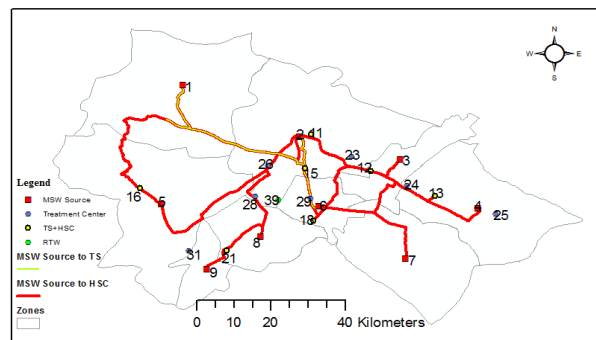 N
W E
S
1
2 41
23
3
26
15
12
24
16
5
28
39
29
6
13
4
25
18
8
31
21
9
7
Legend
MSW Source
Treatment Center
TS+HSC
RTW
MSW Source to TS
MSW Source to HSC
Zones
0 10 20 40 Kilometers